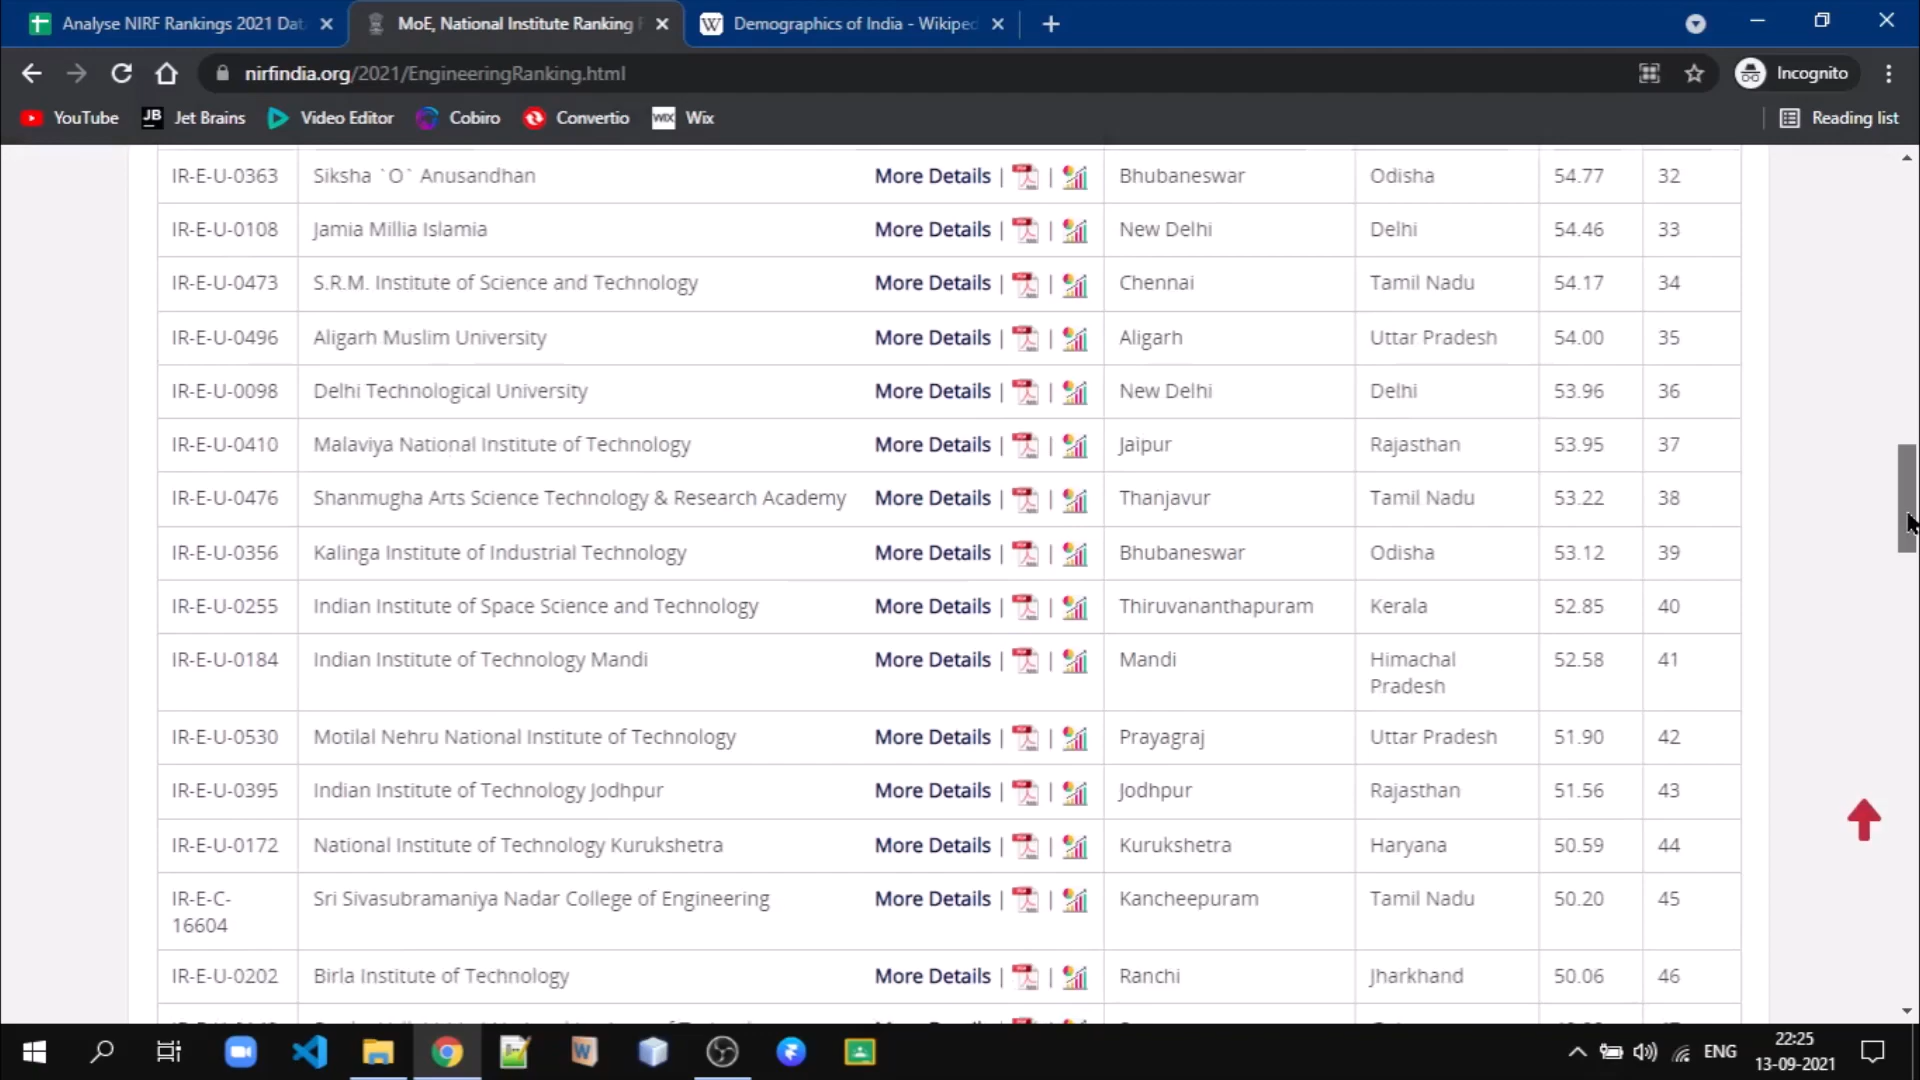 Analyse NIRF Rankings 2021 Dat
MoE, National Institute Ranking F
Demographics of India - Wikiped
nirfindia.org/2021/EngineeringRanking.html
Incognito
YouTube
JB Jet Brains
Video Editor
Cobiro
Convertio
WIX Wix
Reading list
IR-E-U-0363 Siksha `O` Anusandhan More Details | | Bhubaneswar Odisha 54.77 32
IR-E-U-0108 Jamia Millia Islamia More Details | | New Delhi Delhi 54.46 33
IR-E-U-0473 S.R.M. Institute of Science and Technology More Details | | Chennai Tamil Nadu 54.17 34
IR-E-U-0496 Aligarh Muslim University More Details | | Aligarh Uttar Pradesh 54.00 35
IR-E-U-0098 Delhi Technological University More Details | | New Delhi Delhi 53.96 36
IR-E-U-0410 Malaviya National Institute of Technology More Details | | Jaipur Rajasthan 53.95 37
IR-E-U-0476 Shanmugha Arts Science Technology & Research Academy More Details | | Thanjavur Tamil Nadu 53.22 38
IR-E-U-0356 Kalinga Institute of Industrial Technology More Details | | Bhubaneswar Odisha 53.12 39
IR-E-U-0255 Indian Institute of Space Science and Technology More Details | | Thiruvananthapuram Kerala 52.85 40
IR-E-U-0184 Indian Institute of Technology Mandi More Details | | Mandi Himachal 52.58 41
Pradesh
IR-E-U-0530 Motilal Nehru National Institute of Technology More Details | | Prayagraj Uttar Pradesh 51.90 42
IR-E-U-0395 Indian Institute of Technology Jodhpur More Details | | Jodhpur Rajasthan 51.56 43
IR-E-U-0172 National Institute of Technology Kurukshetra More Details | | Kurukshetra Haryana 50.59 44
IR-E-C- Sri Sivasubramaniya Nadar College of Engineering More Details | | Kancheepuram Tamil Nadu 50.20 45
16604
IR-E-U-0202 Birla Institute of Technology More Details | | Ranchi Jharkhand 50.06 46
ENG
22:25
13-09-2021